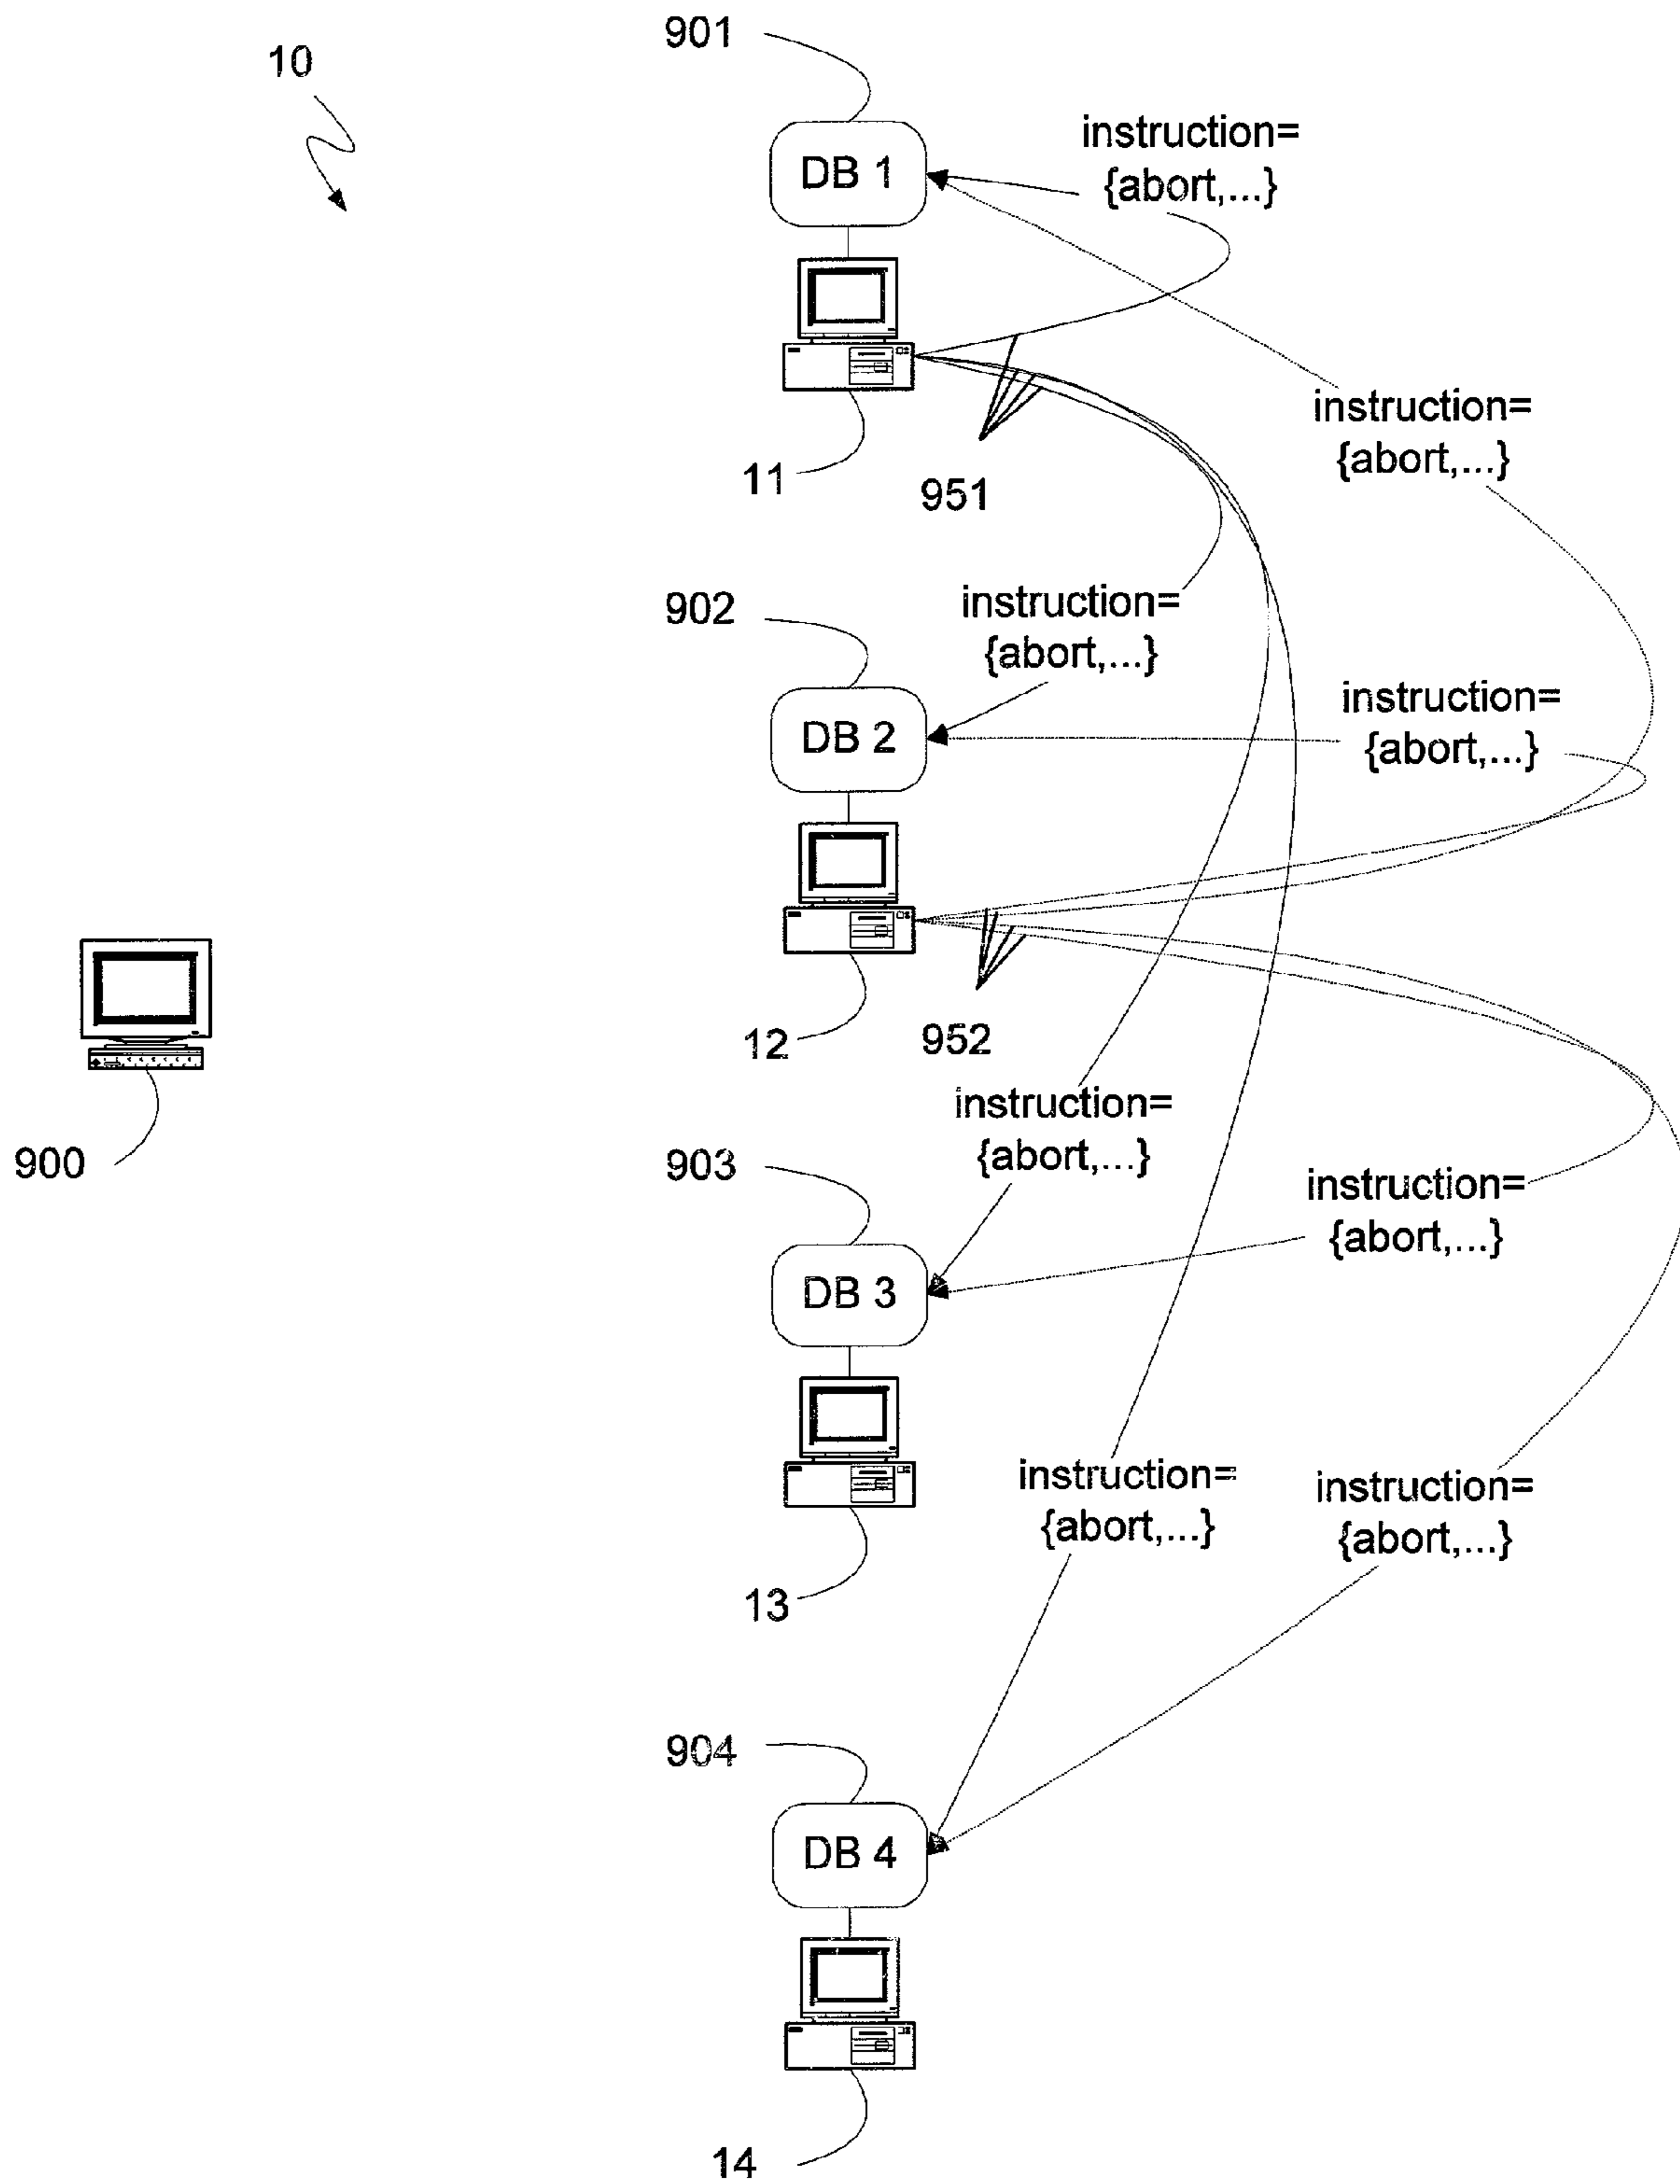 901
10
instruction=
{abort,...}
DB 1
instruction=
{abort,...}
11
951
902
instruction=
{abort,...}
instruction=
{abort,...}
DB 2
12
952
900
903
instruction=
{abort,...}
instruction=
{abort,...}
DB 3
instruction=
{abort,...}
instruction=
{abort,...}
13
904
DB 4
14